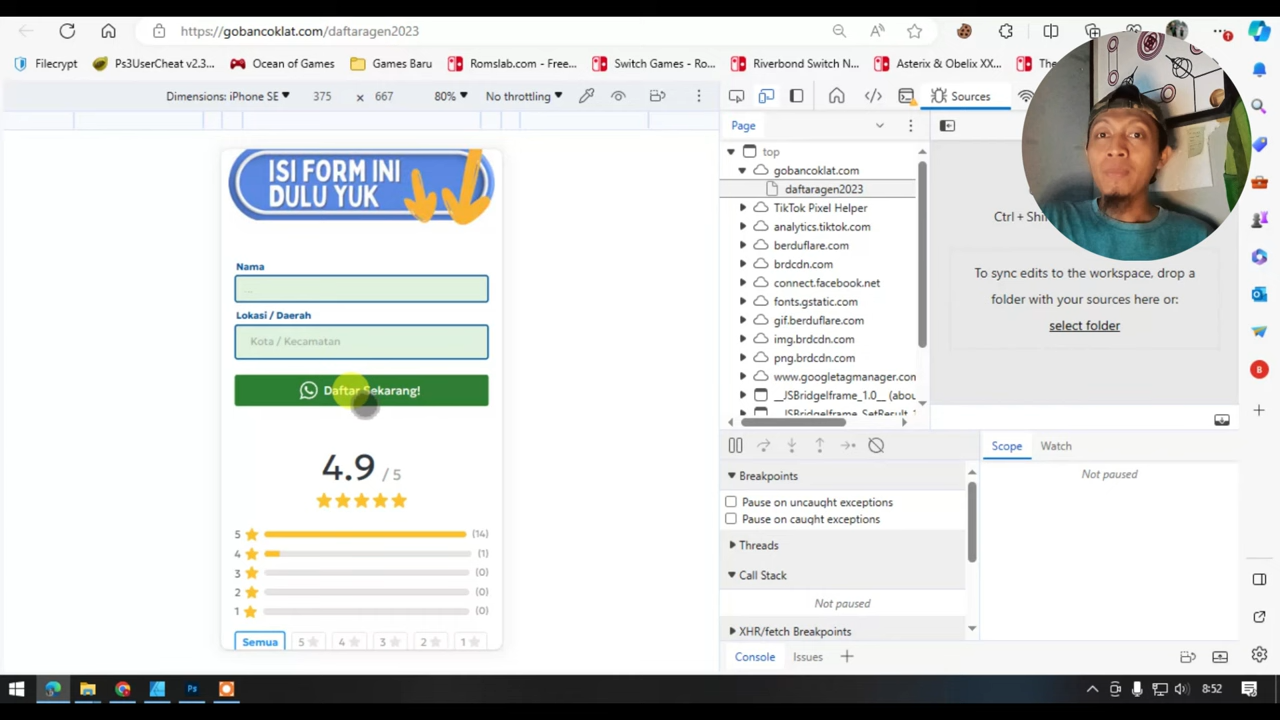 https://gobancoklat.com/daftaragen2023
Filecrypt
Ps3UserCheat v2.3...
Ocean of Games
Games Baru
Romslab.com - Free...
Switch Games - Ro...
Riverbond Switch N...
Asterix & Obelix XX...
The
Dimensions: iPhone SE
375 x 667
80%
No throttling
Sources
ISI FORM INI
DULU YUK
Nama
...
Lokasi / Daerah
Kota / Kecamatan
Daftar Sekarang!
4.9 / 5
5 (14)
4 (1)
3 (0)
2 (0)
1 (0)
Semua 5 4 3 2 1
Page
top
gobancoklat.com
daftaragen2023
TikTok Pixel Helper
analytics.tiktok.com
berduflare.com
brdcdn.com
connect.facebook.net
fonts.gstatic.com
gif.berduflare.com
img.brdcdn.com
png.brdcdn.com
www.googletagmanager.com
__JSBridgeIframe_1.0__ (abou
__JSBridgeIframe_SetResult_
Ctrl + Shi
To sync edits to the workspace, drop a
folder with your sources here or:
select folder
Breakpoints
Pause on uncaught exceptions
Pause on caught exceptions
Threads
Call Stack
Not paused
XHR/fetch Breakpoints
Scope
Watch
Not paused
Console
Issues
B
8:52